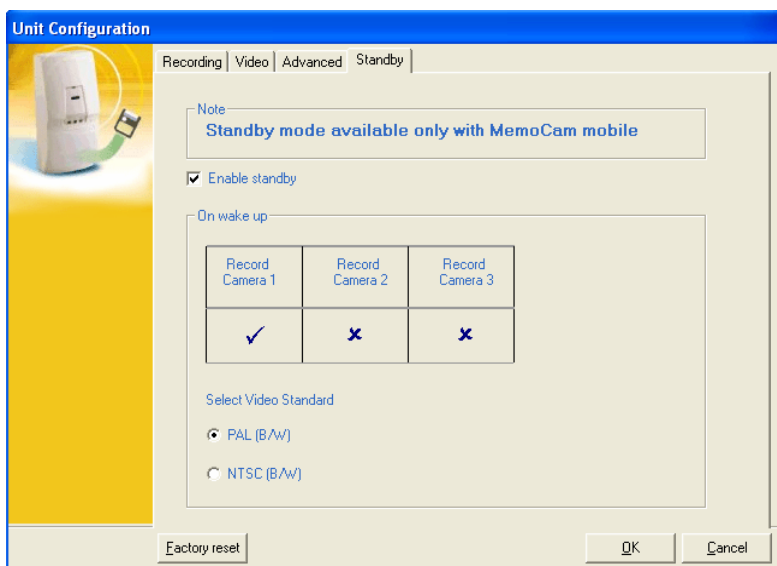 Unit Configuration
Recording Video Advanced Standby
Note
Standby mode available only with MemoCam mobile
Enable standby
On wake up
Record Camera 1
Record Camera 2
Record Camera 3
Select Video Standard
PAL (B/W)
NTSC (B/W)
Factory reset OK Cancel